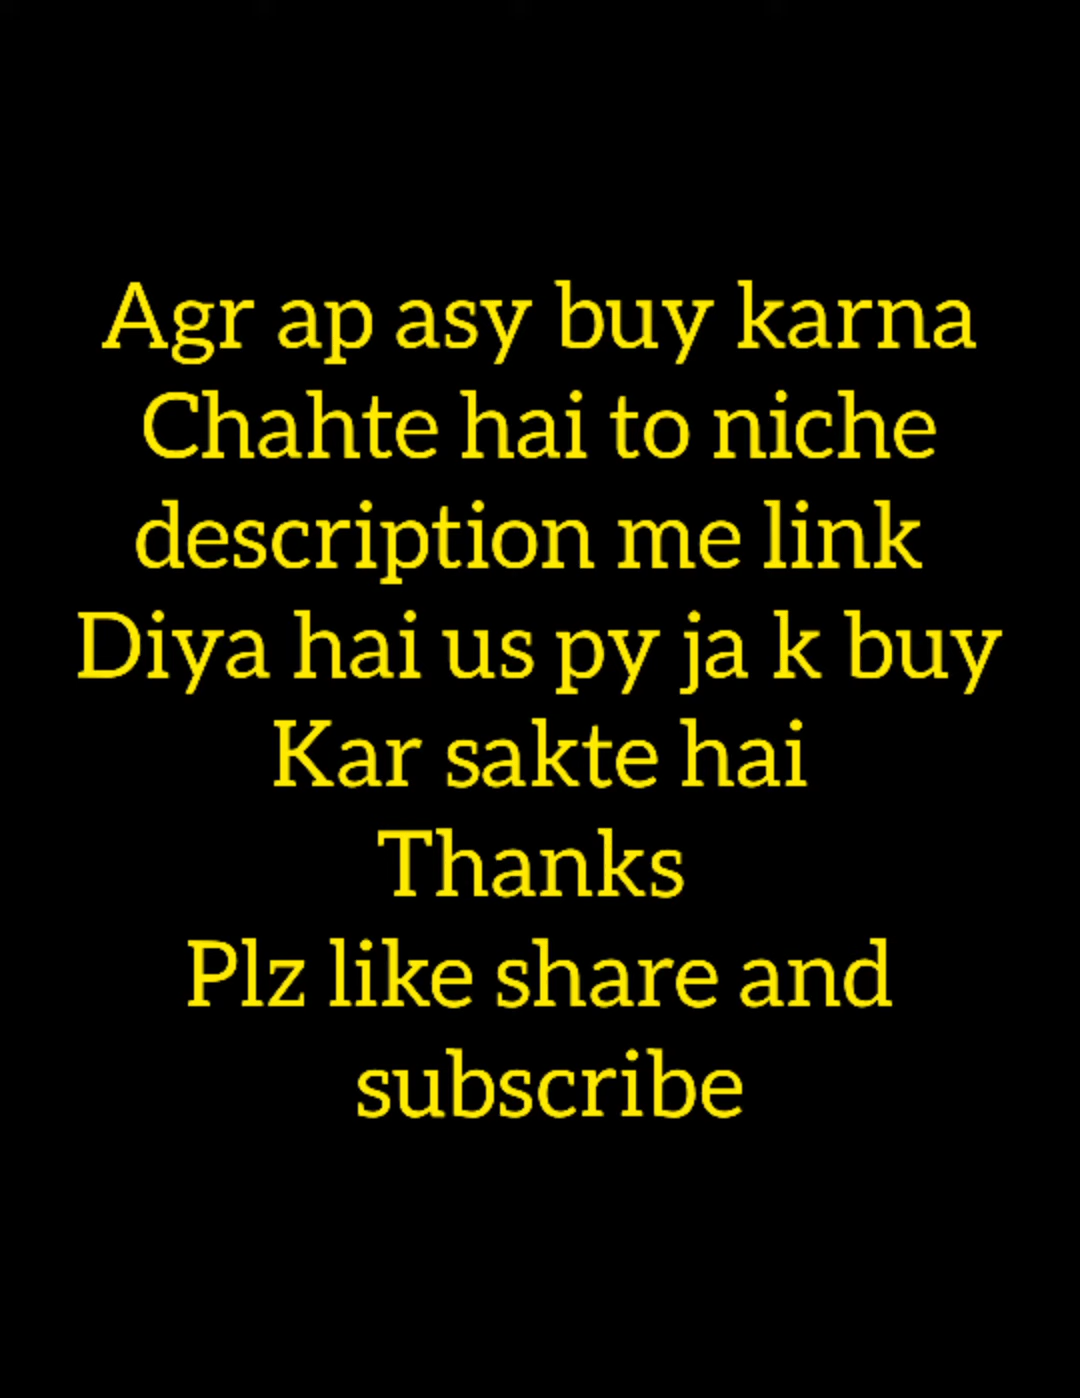 Agr ap asy buy karna
Chahte hai to niche
description me link
Diya hai us py ja k buy
Kar sakte hai
Thanks
Plz like share and
subscribe